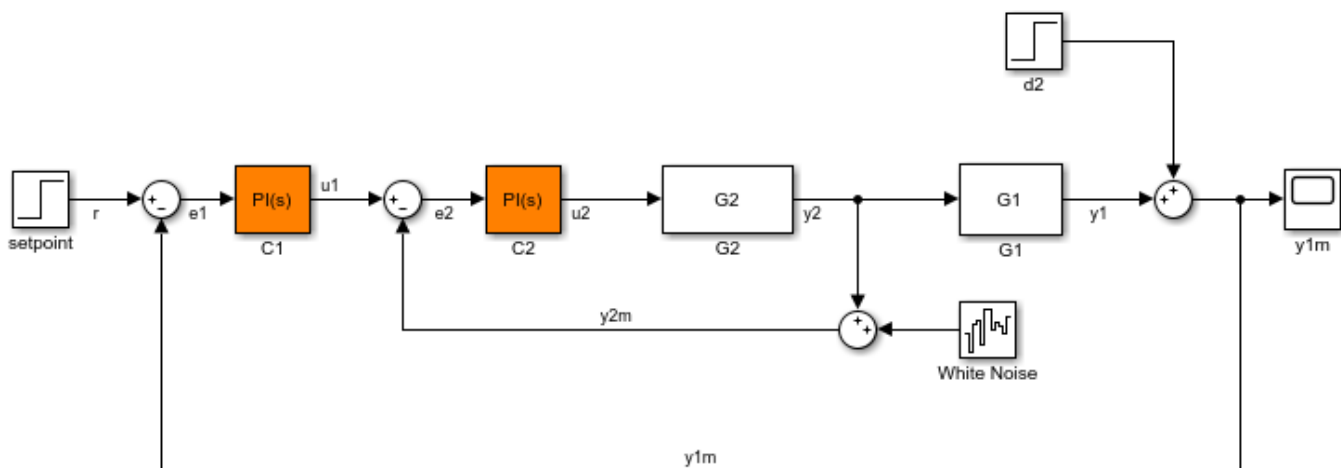 d2
setpoint
r
+
−
e1
PI(s)
C1
u1
+
−
e2
PI(s)
C2
u2
G2
G2
y2
G1
G1
y1
+
+
y1m
+
+
y2m
White Noise
y1m